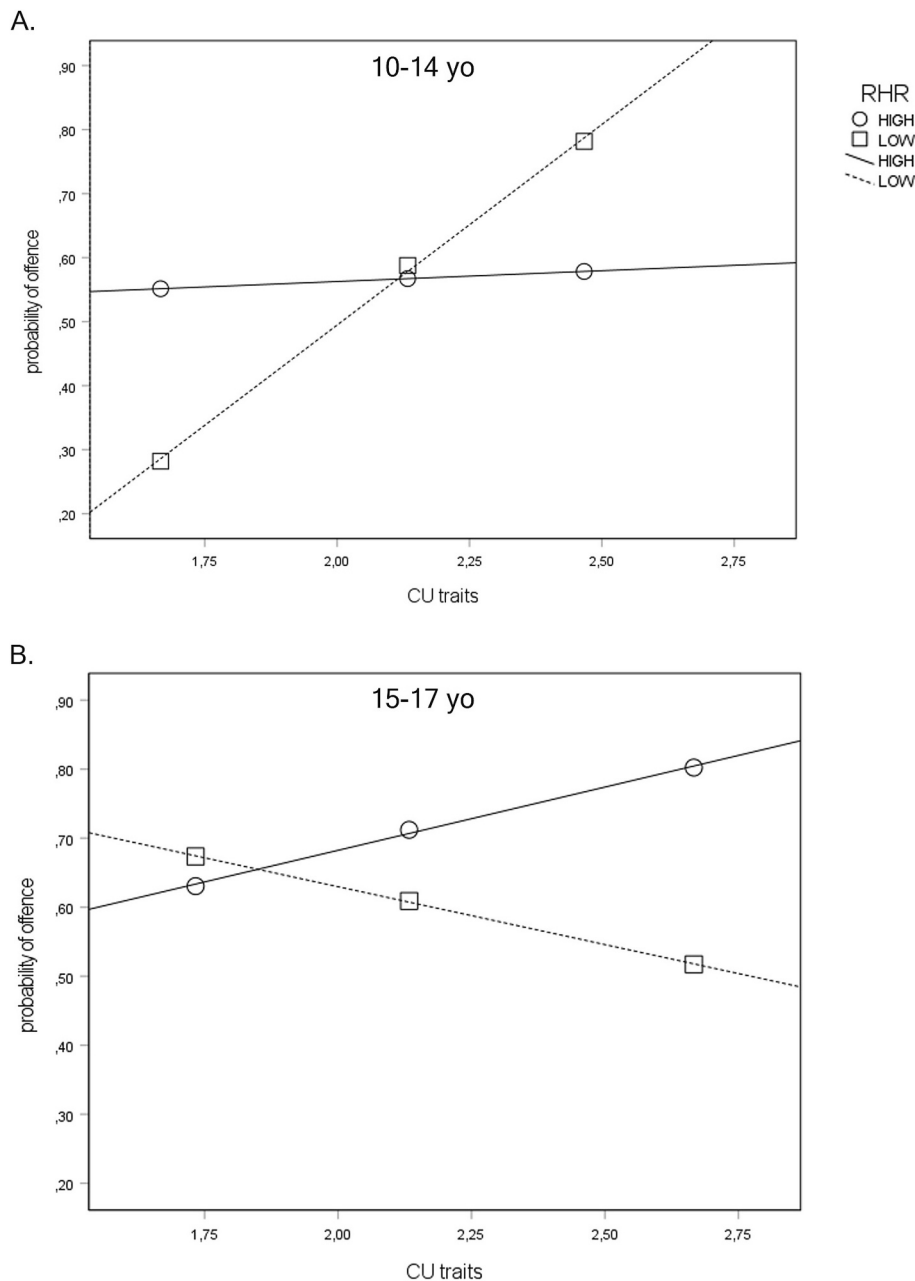 A.
10-14 yo
,90
,80
,70
,60
,50
,40
,30
,20
probability of offence
1,75
2,00
2,25
2,50
2,75
CU traits
RHR
HIGH
LOW
HIGH
LOW
B.
15-17 yo
,90
,80
,70
,60
,50
,40
,30
,20
probability of offence
1,75
2,00
2,25
2,50
2,75
CU traits